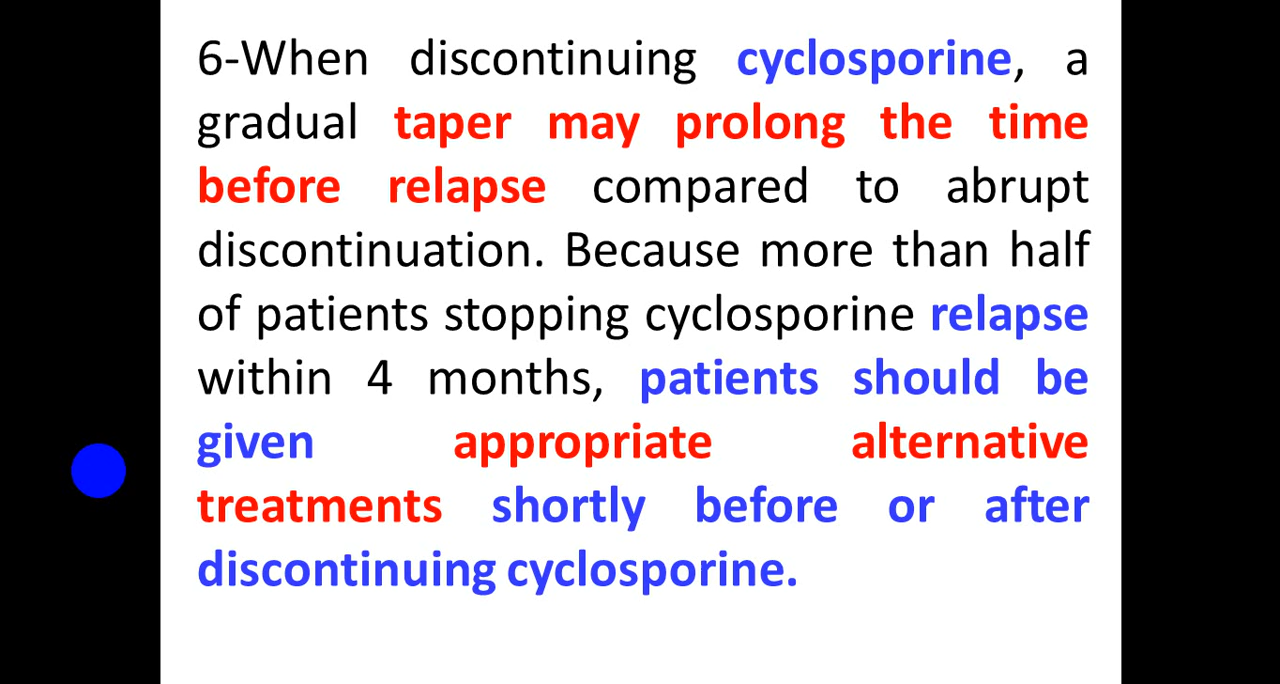 6-When discontinuing cyclosporine, a
gradual taper may prolong the time
before relapse compared to abrupt
discontinuation. Because more than half
of patients stopping cyclosporine relapse
within 4 months, patients should be
given appropriate alternative
treatments shortly before or after
discontinuing cyclosporine.